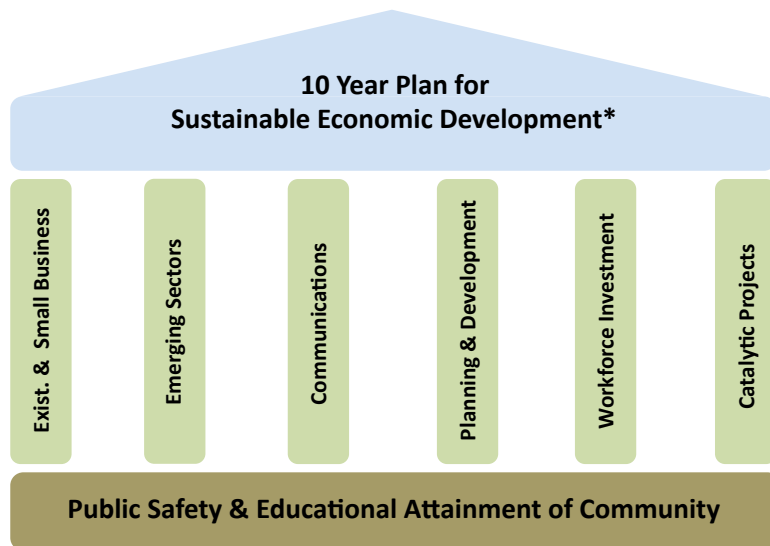 10 Year Plan for
Sustainable Economic Development*
Exist. & Small Business
Emerging Sectors
Communications
Planning & Development
Workforce Investment
Catalytic Projects
Public Safety & Educational Attainment of Community